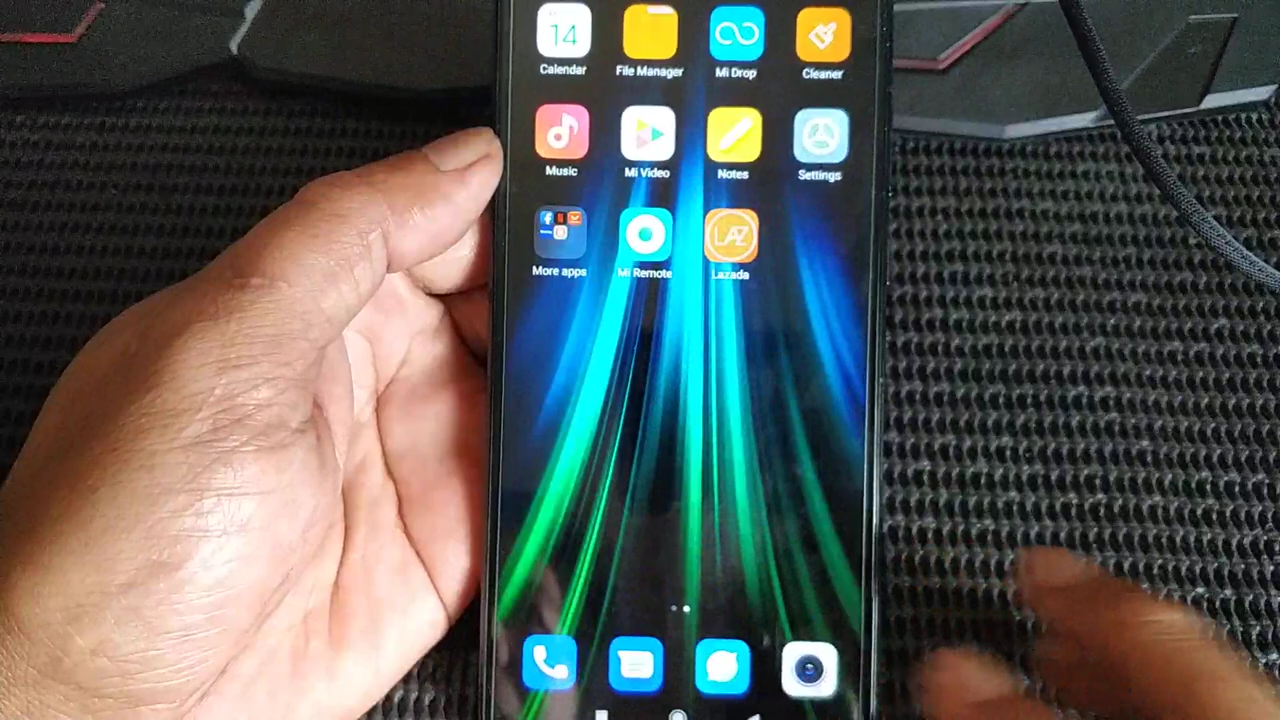 14
Calendar
File Manager
Mi Drop
Cleaner
Music
Mi Video
Notes
Settings
More apps
Mi Remote
LAZ
Lazada